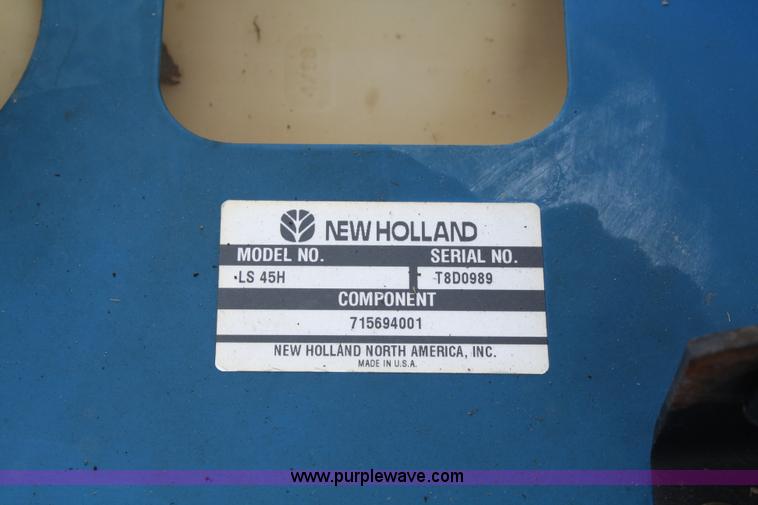 NEW HOLLAND
MODEL NO. SERIAL NO.
LS 45H T8D0989
COMPONENT
715694001
NEW HOLLAND NORTH AMERICA, INC.
MADE IN U.S.A.
www.purplewave.com